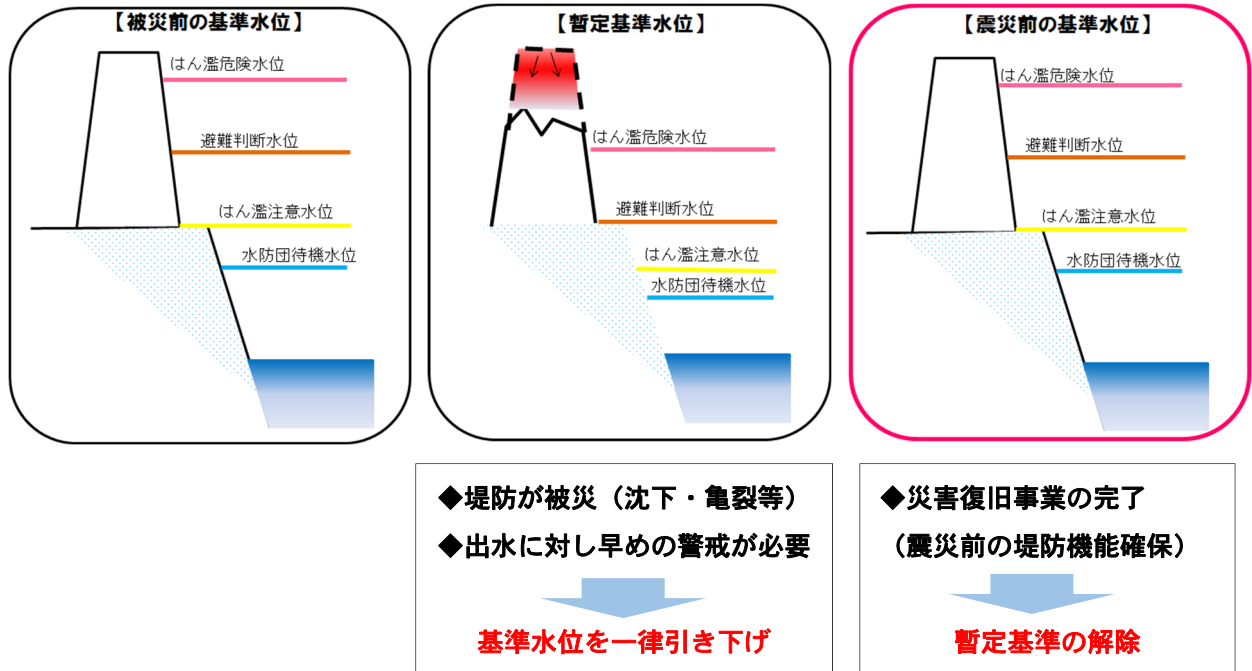 【被災前の基準水位】
はん濫危険水位
避難判断水位
はん濫注意水位
水防団待機水位
【暫定基準水位】
はん濫危険水位
避難判断水位
はん濫注意水位
水防団待機水位
【震災前の基準水位】
はん濫危険水位
避難判断水位
はん濫注意水位
水防団待機水位
◆堤防が被災（沈下・亀裂等）
◆出水に対し早めの警戒が必要
基準水位を一律引き下げ
◆災害復旧事業の完了
（震災前の堤防機能確保）
暫定基準の解除